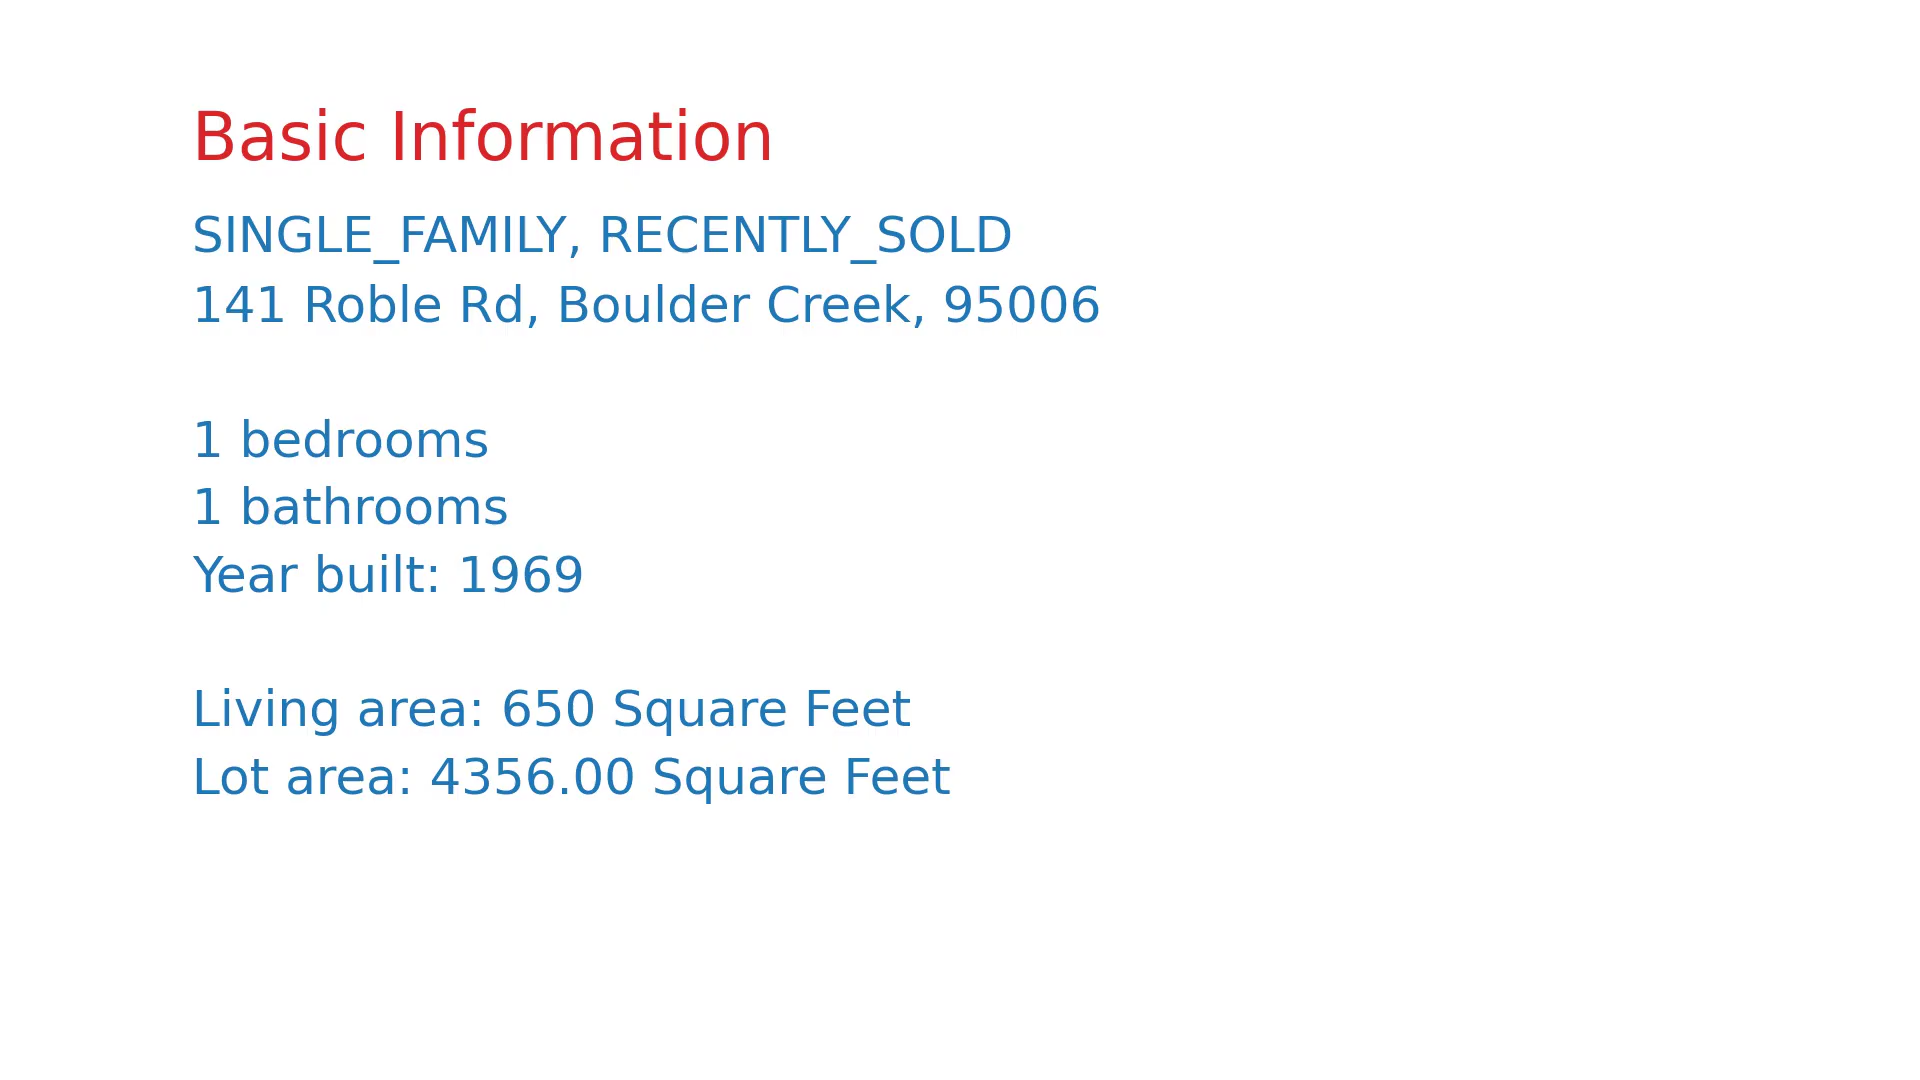 Basic Information
SINGLE_FAMILY, RECENTLY_SOLD
141 Roble Rd, Boulder Creek, 95006
1 bedrooms
1 bathrooms
Year built: 1969
Living area: 650 Square Feet
Lot area: 4356.00 Square Feet